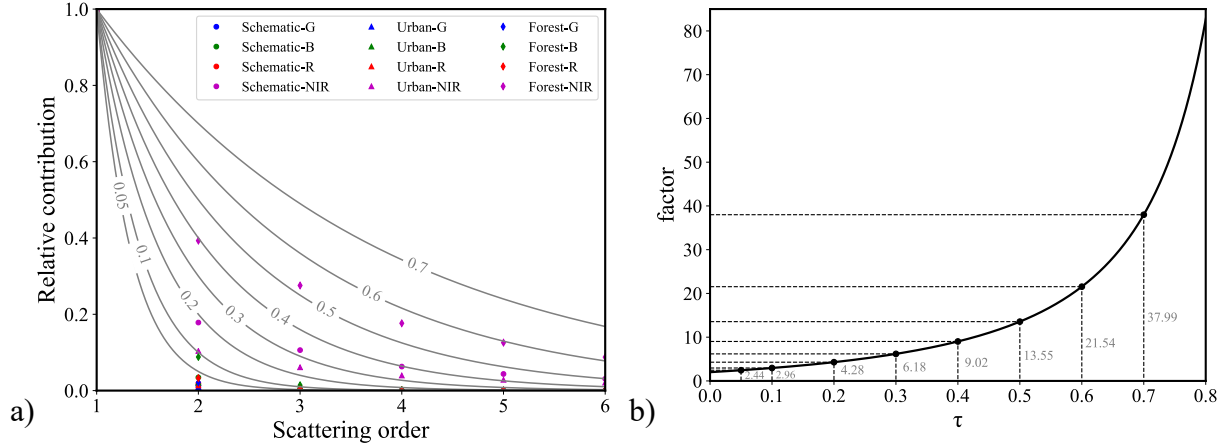 1.0
0.8
0.6
0.4
0.2
0.0
Relative contribution
Schematic-G
Schematic-B
Schematic-R
Schematic-NIR
Urban-G
Urban-B
Urban-R
Urban-NIR
Forest-G
Forest-B
Forest-R
Forest-NIR
0.05
0.1
0.2
0.3
0.4
0.5
0.6
0.7
1 2 3 4 5 6
Scattering order
a)
80
70
60
50
40
30
20
10
0
factor
2.44
2.96
4.28
6.18
9.02
13.55
21.54
37.99
0.0 0.1 0.2 0.3 0.4 0.5 0.6 0.7 0.8
τ
b)